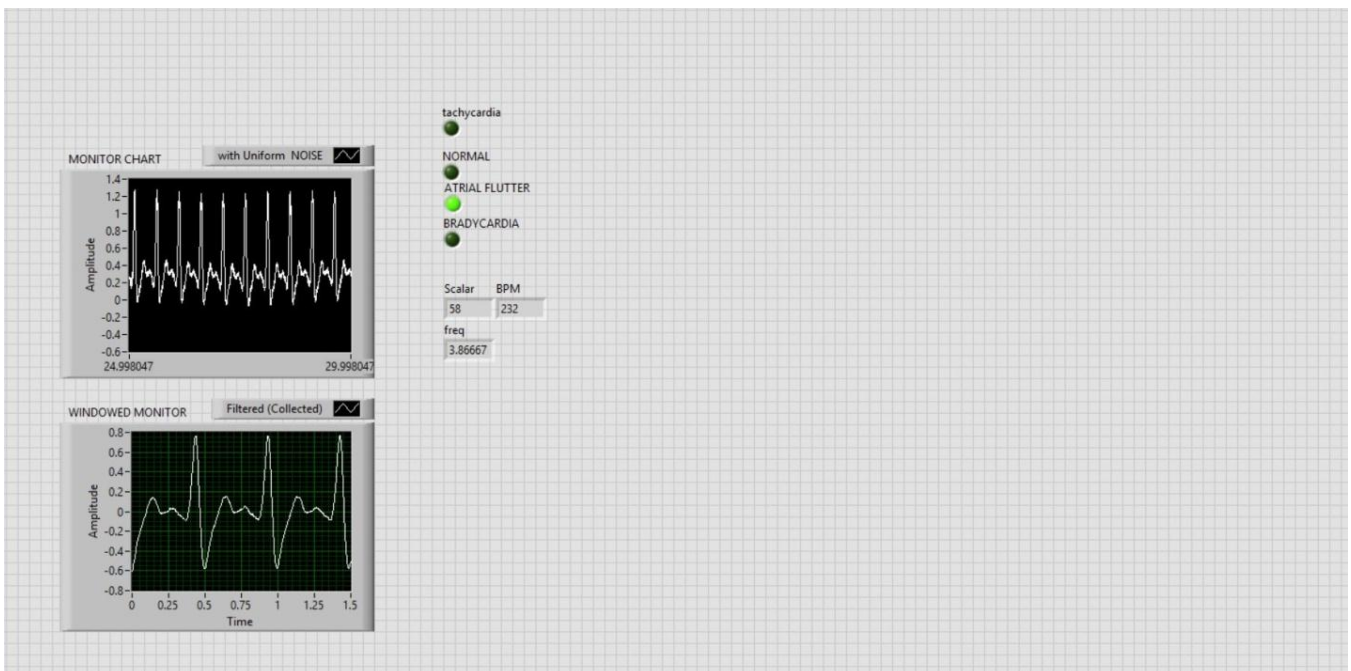 tachycardia
NORMAL
ATRIAL FLUTTER
BRADYCARDIA
Scalar BPM
58 232
freq
3.86667
MONITOR CHART with Uniform NOISE
Amplitude
1.4
1.2
1
0.8
0.6
0.4
0.2
0
-0.2
-0.4
-0.6
24.998047 29.998047
WINDOWED MONITOR Filtered (Collected)
Amplitude
0.8
0.6
0.4
0.2
0
-0.2
-0.4
-0.6
-0.8
0 0.25 0.5 0.75 1 1.25 1.5
Time